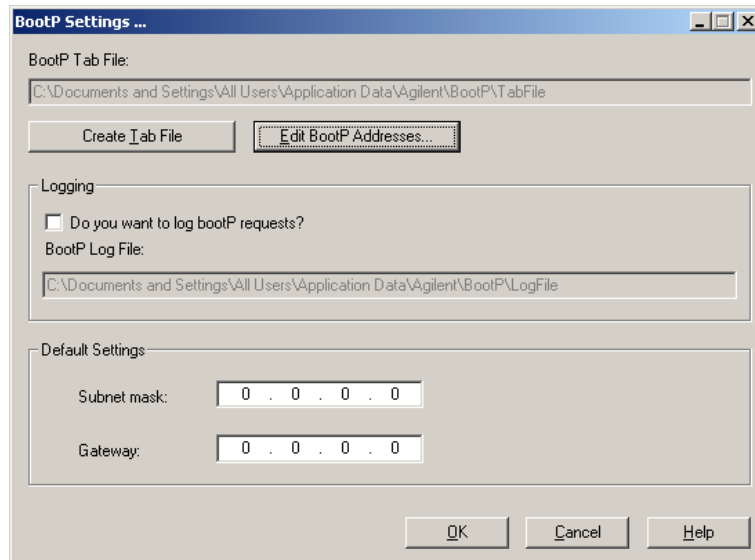 BootP Settings ...
BootP Tab File:
C:\Documents and Settings\All Users\Application Data\Agilent\BootP\TabFile
Create Tab File Edit BootP Addresses...
Logging
Do you want to log bootP requests?
BootP Log File:
C:\Documents and Settings\All Users\Application Data\Agilent\BootP\LogFile
Default Settings
Subnet mask: 0 . 0 . 0 . 0
Gateway: 0 . 0 . 0 . 0
OK Cancel Help